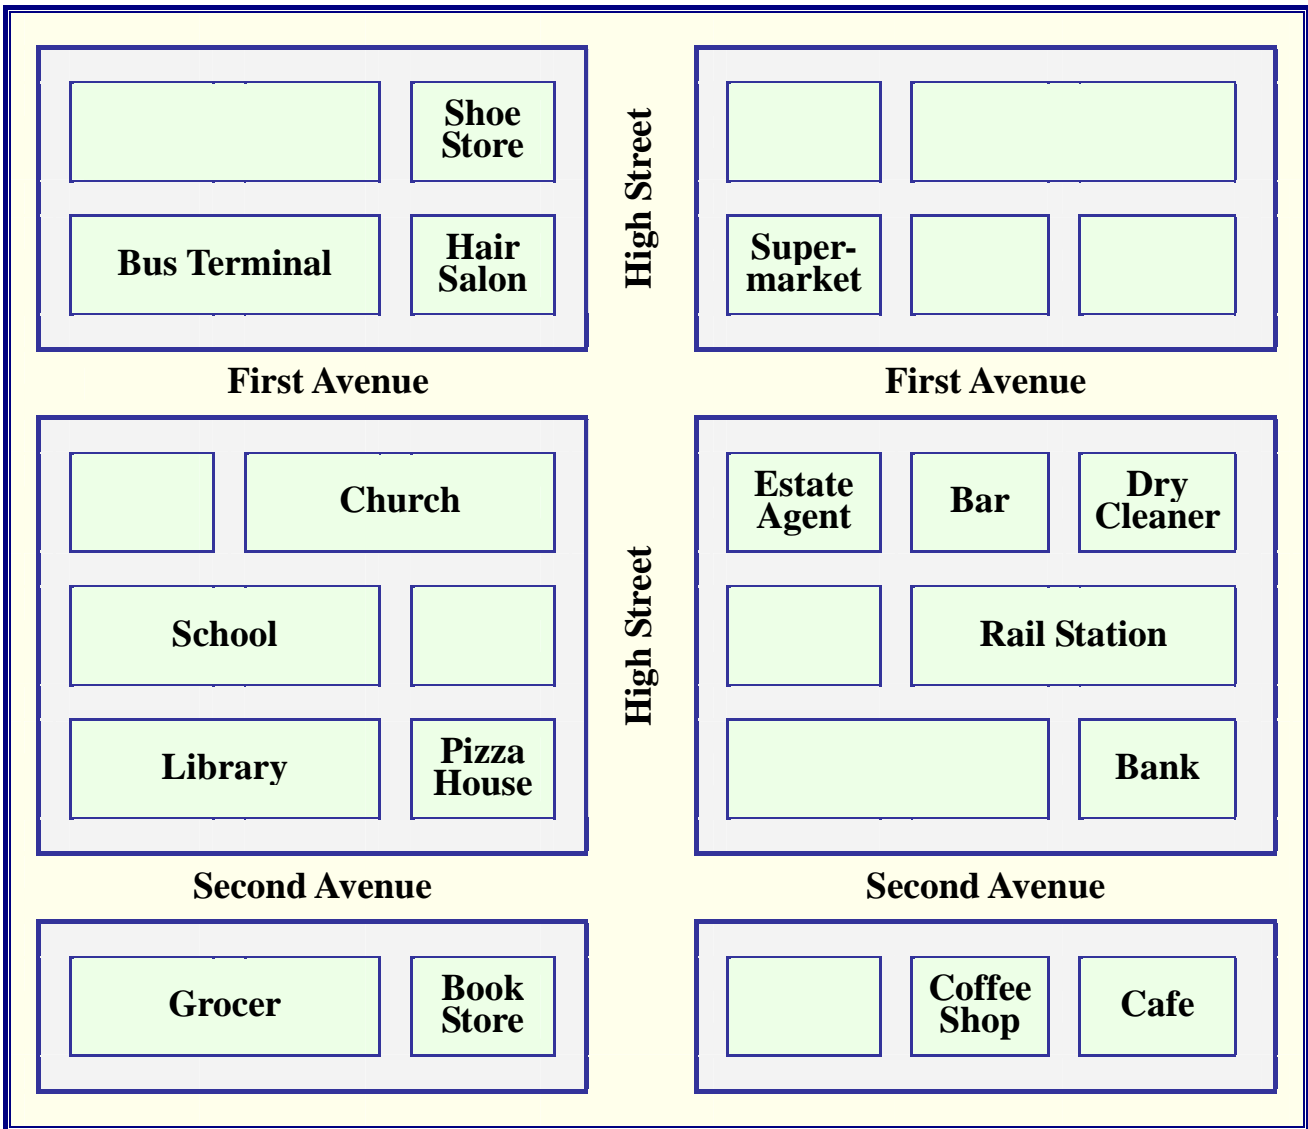 Shoe
Store
High Street
Bus Terminal
Hair
Salon
Super-
market
First Avenue
First Avenue
Church
Estate
Agent
Bar
Dry
Cleaner
High Street
School
Rail Station
Library
Pizza
House
Bank
Second Avenue
Second Avenue
Grocer
Book
Store
Coffee
Shop
Cafe